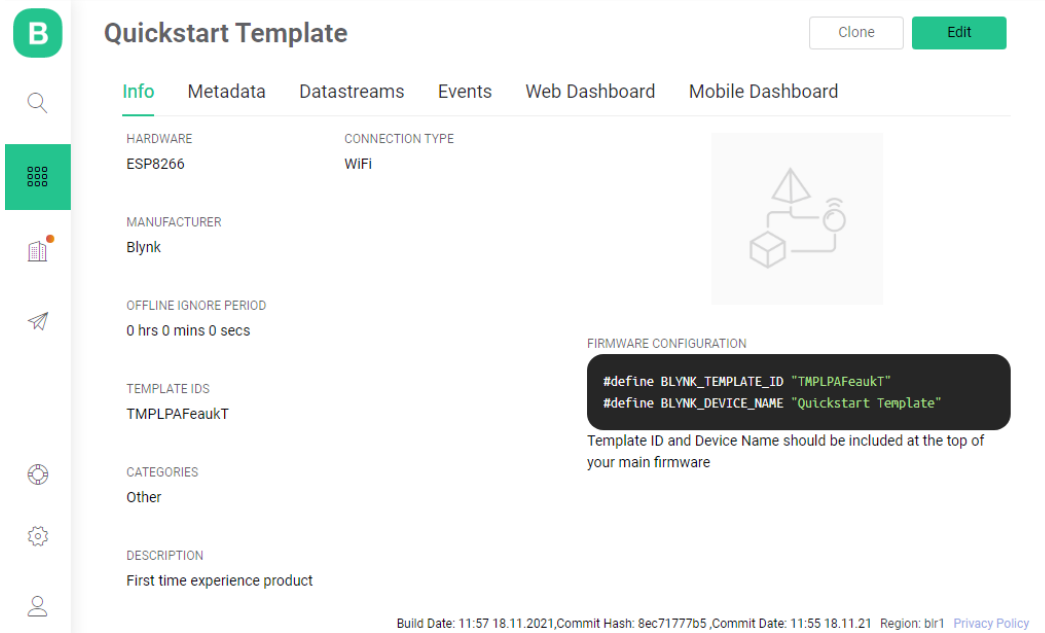 B
Quickstart Template
Clone
Edit
Info Metadata Datastreams Events Web Dashboard Mobile Dashboard
HARDWARE
ESP8266
CONNECTION TYPE
WiFi
MANUFACTURER
Blynk
OFFLINE IGNORE PERIOD
0 hrs 0 mins 0 secs
TEMPLATE IDS
TMPLPAFeaukT
CATEGORIES
Other
DESCRIPTION
First time experience product
FIRMWARE CONFIGURATION
#define BLYNK_TEMPLATE_ID "TMPLPAFeaukT"
#define BLYNK_DEVICE_NAME "Quickstart Template"
Template ID and Device Name should be included at the top of
your main firmware
Build Date: 11:57 18.11.2021,Commit Hash: 8ec71777b5 ,Commit Date: 11:55 18.11.21 Region: blr1 Privacy Policy